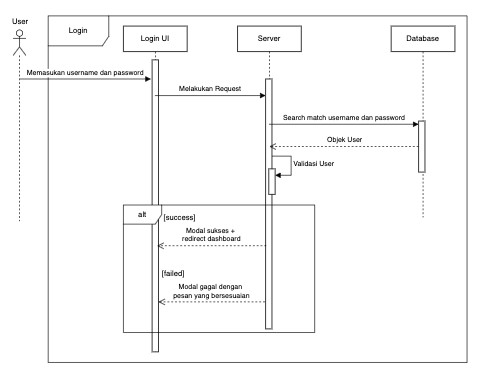 User
Login
Login UI
Server
Database
Memasukan username dan password
Melakukan Request
Search match username dan password
Objek User
Validasi User
alt
[success]
Modal sukses +
redirect dashboard
[failed]
Modal gagal dengan
pesan yang bersesuaian